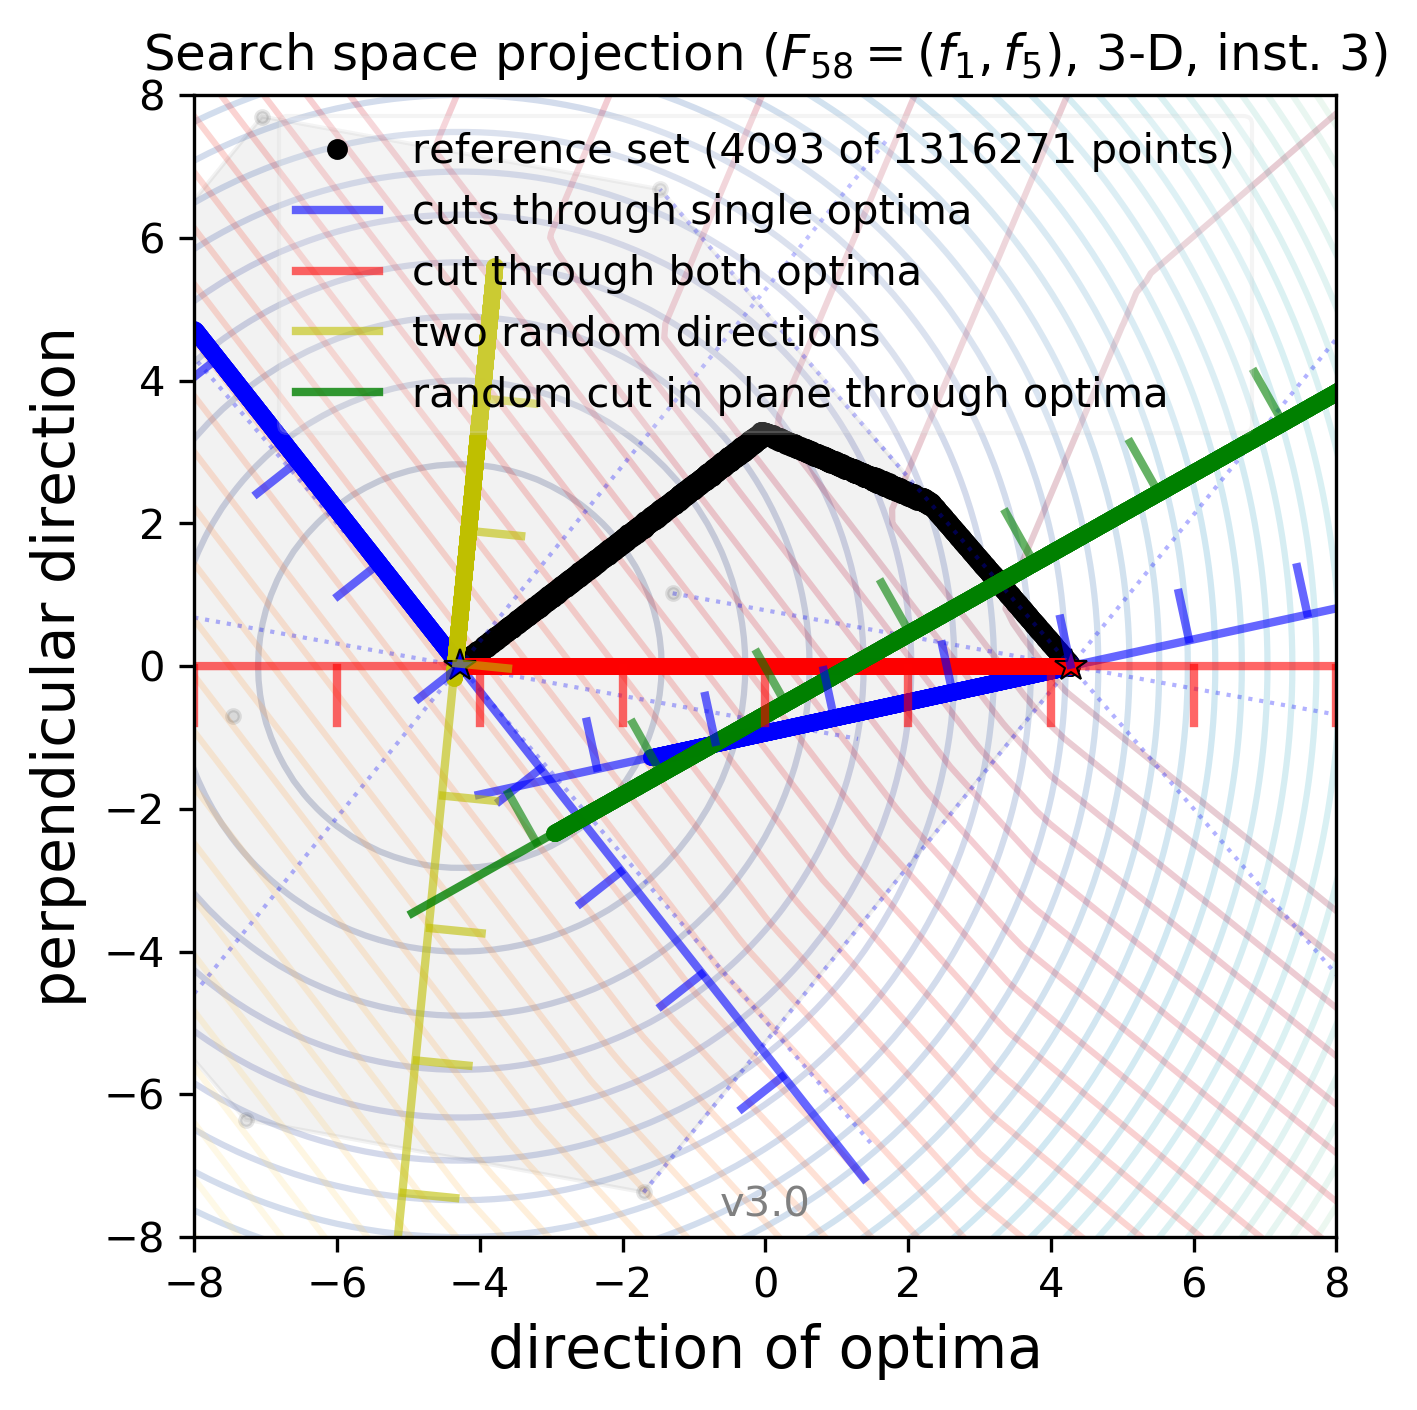 Search space projection (F58 = (f1, f5), 3-D, inst. 3)
reference set (4093 of 1316271 points)
cuts through single optima
cut through both optima
two random directions
random cut in plane through optima
perpendicular direction
8
6
4
2
0
−2
−4
−6
−8
v3.0
−8 −6 −4 −2 0 2 4 6 8
direction of optima